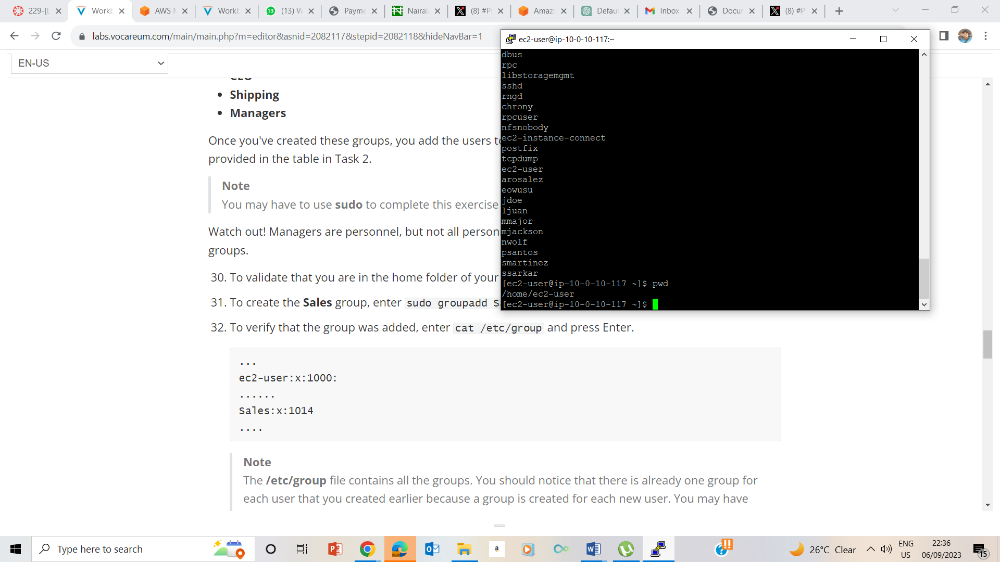 229-[L
Workb
AWS M
Workb
(13) W
Payme
Nairala
(8) #Pl
Amazo
Defaul
Inbox
Docun
(8) #Pl
labs.vocareum.com/main/main.php?m=editor&asnid=2082117&stepid=2082118&hideNavBar=1
EN-US
CEO
Shipping
Managers
Once you've created these groups, you add the users to
provided in the table in Task 2.
Note
You may have to use sudo to complete this exercise
Watch out! Managers are personnel, but not all person
groups.
30. To validate that you are in the home folder of your
31. To create the Sales group, enter sudo groupadd Sa
32. To verify that the group was added, enter cat /etc/group and press Enter.
...
ec2-user:x:1000:
......
Sales:x:1014
....
Note
The /etc/group file contains all the groups. You should notice that there is already one group for
each user that you created earlier because a group is created for each new user. You may have
ec2-user@ip-10-0-10-117:~
dbus
rpc
libstoragemgmt
sshd
rngd
chrony
rpcuser
nfsnobody
ec2-instance-connect
postfix
tcpdump
ec2-user
arosalez
eowusu
jdoe
ljuan
mmajor
mjackson
nwolf
psantos
smartinez
ssarkar
[ec2-user@ip-10-0-10-117 ~]$ pwd
/home/ec2-user
[ec2-user@ip-10-0-10-117 ~]$
Type here to search
26°C Clear
ENG
US
22:36
06/09/2023
15